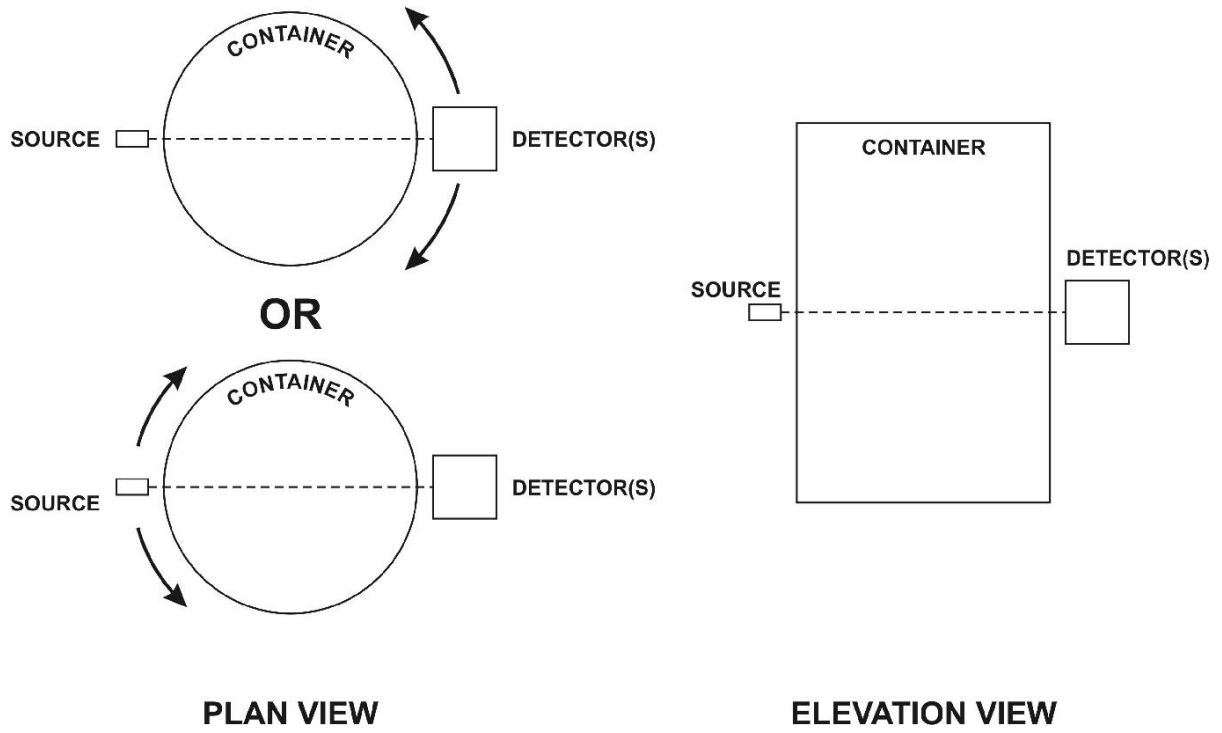 CONTAINER
SOURCE
DETECTOR(S)
OR
CONTAINER
SOURCE
DETECTOR(S)
PLAN VIEW
CONTAINER
DETECTOR(S)
SOURCE
ELEVATION VIEW